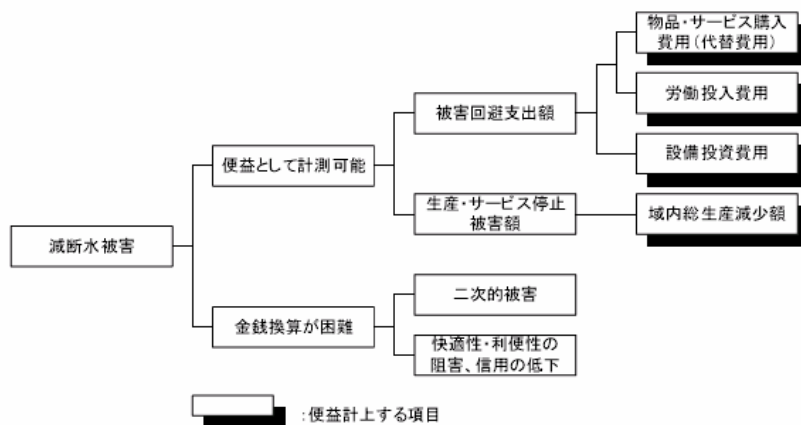 物品・サービス購入
費用（代替費用）
労働投入費用
被害回避支出額
設備投資費用
便益として計測可能
生産・サービス停止
被害額
域内総生産減少額
減断水被害
二次的被害
金銭換算が困難
快適性・利便性の
阻害、信用の低下
：便益計上する項目